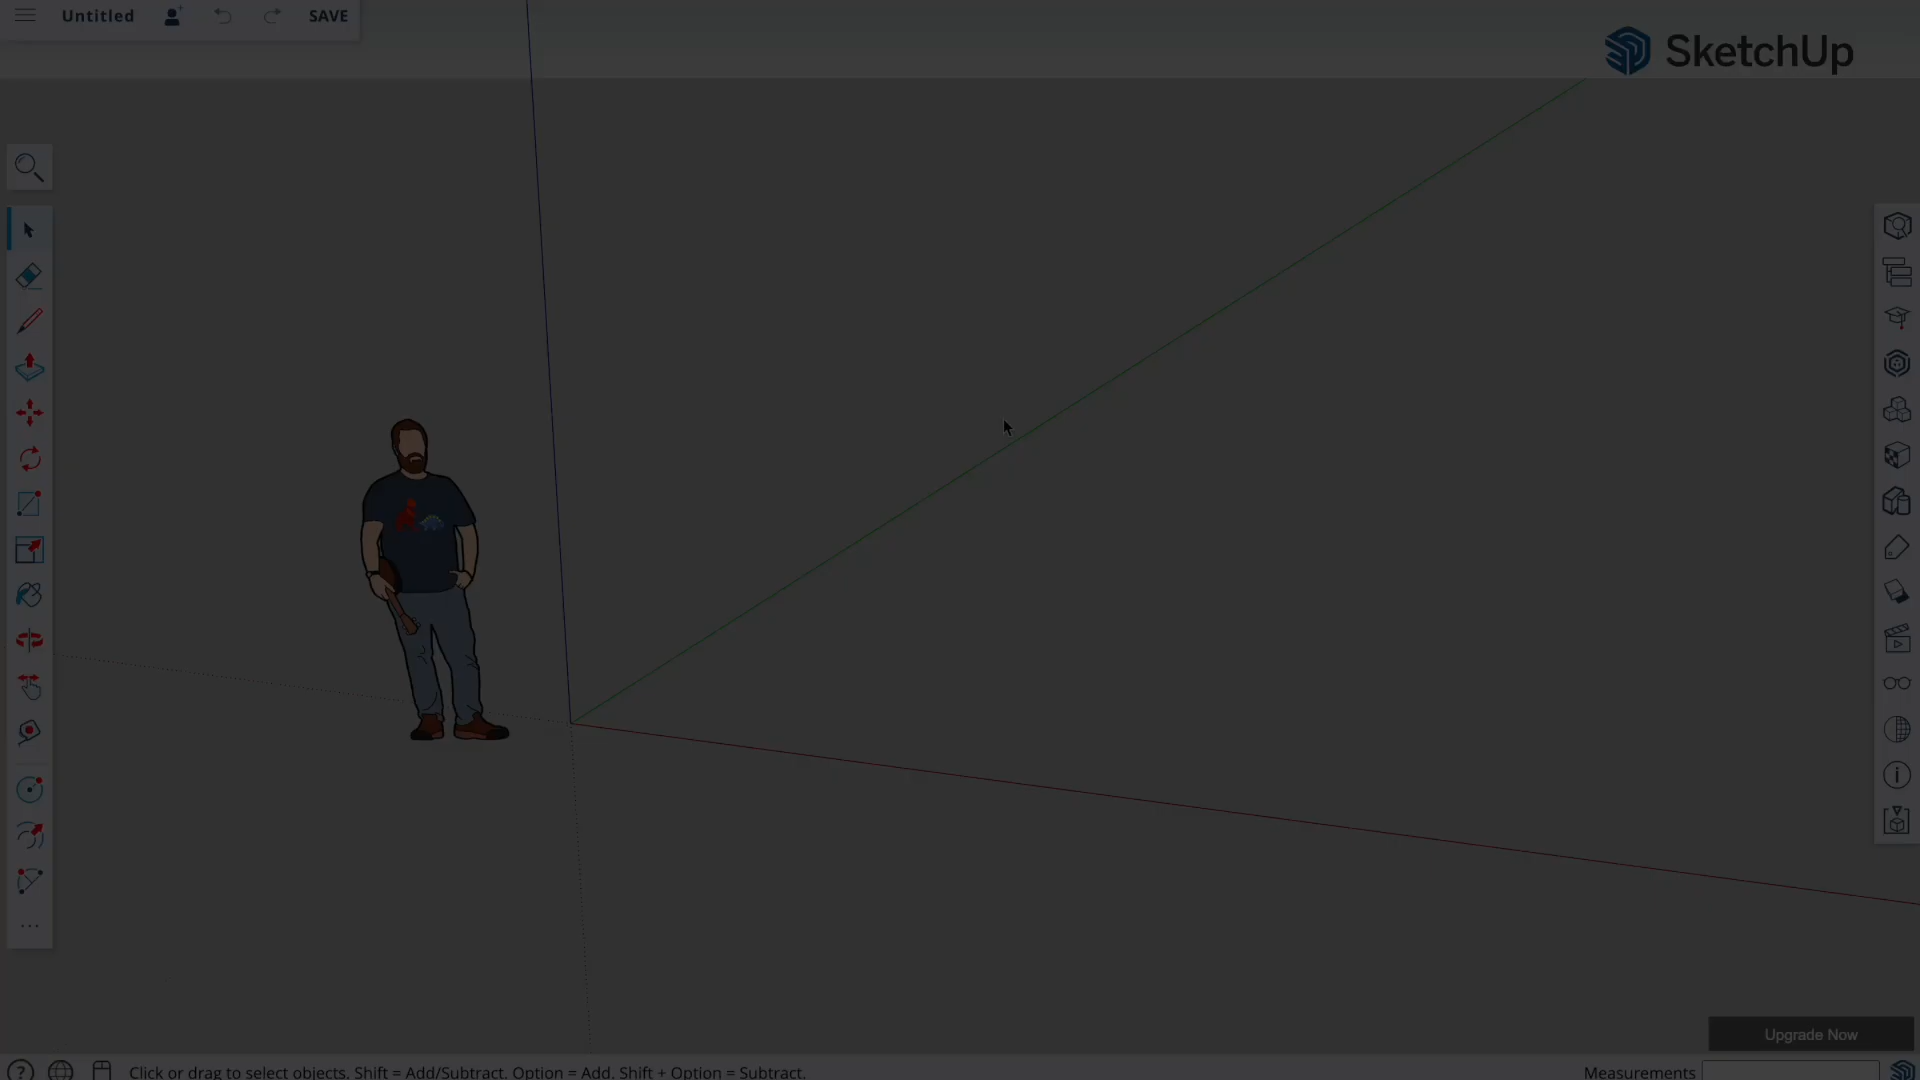 Untitled
SAVE
SketchUp
Upgrade Now
Click or drag to select objects. Shift = Add/Subtract. Option = Add. Shift + Option = Subtract.
Measurements